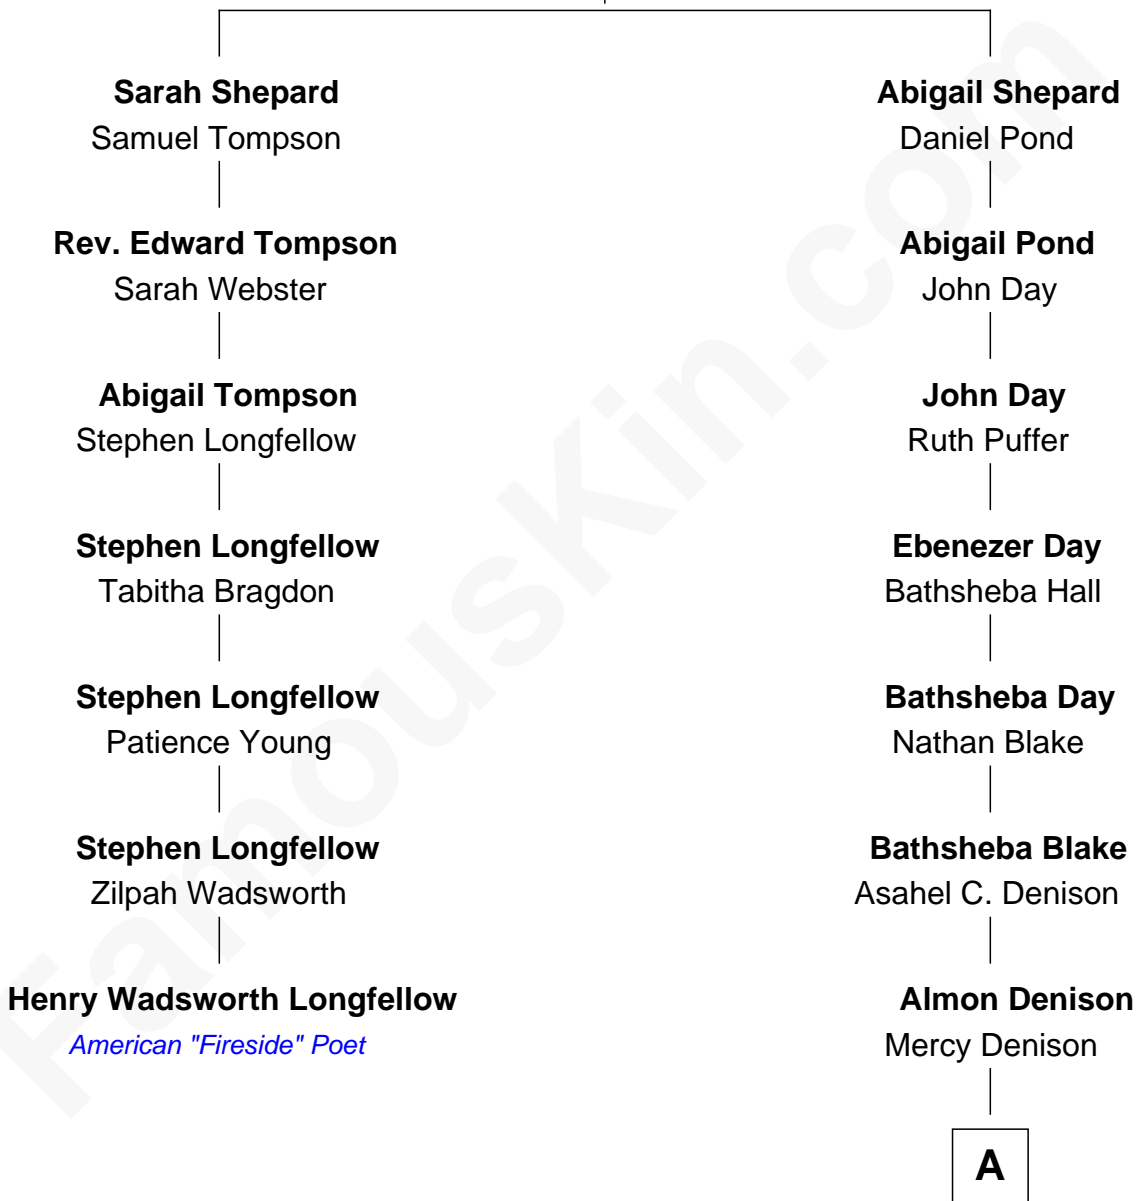 Sarah Shepard
Samuel Tompson
Rev. Edward Tompson
Sarah Webster
Abigail Tompson
Stephen Longfellow
Stephen Longfellow
Tabitha Bragdon
Stephen Longfellow
Patience Young
Stephen Longfellow
Zilpah Wadsworth
Henry Wadsworth Longfellow
American "Fireside" Poet
Abigail Shepard
Daniel Pond
Abigail Pond
John Day
John Day
Ruth Puffer
Ebenezer Day
Bathsheba Hall
Bathsheba Day
Nathan Blake
Bathsheba Blake
Asahel C. Denison
Almon Denison
Mercy Denison
A
FamousKin.com